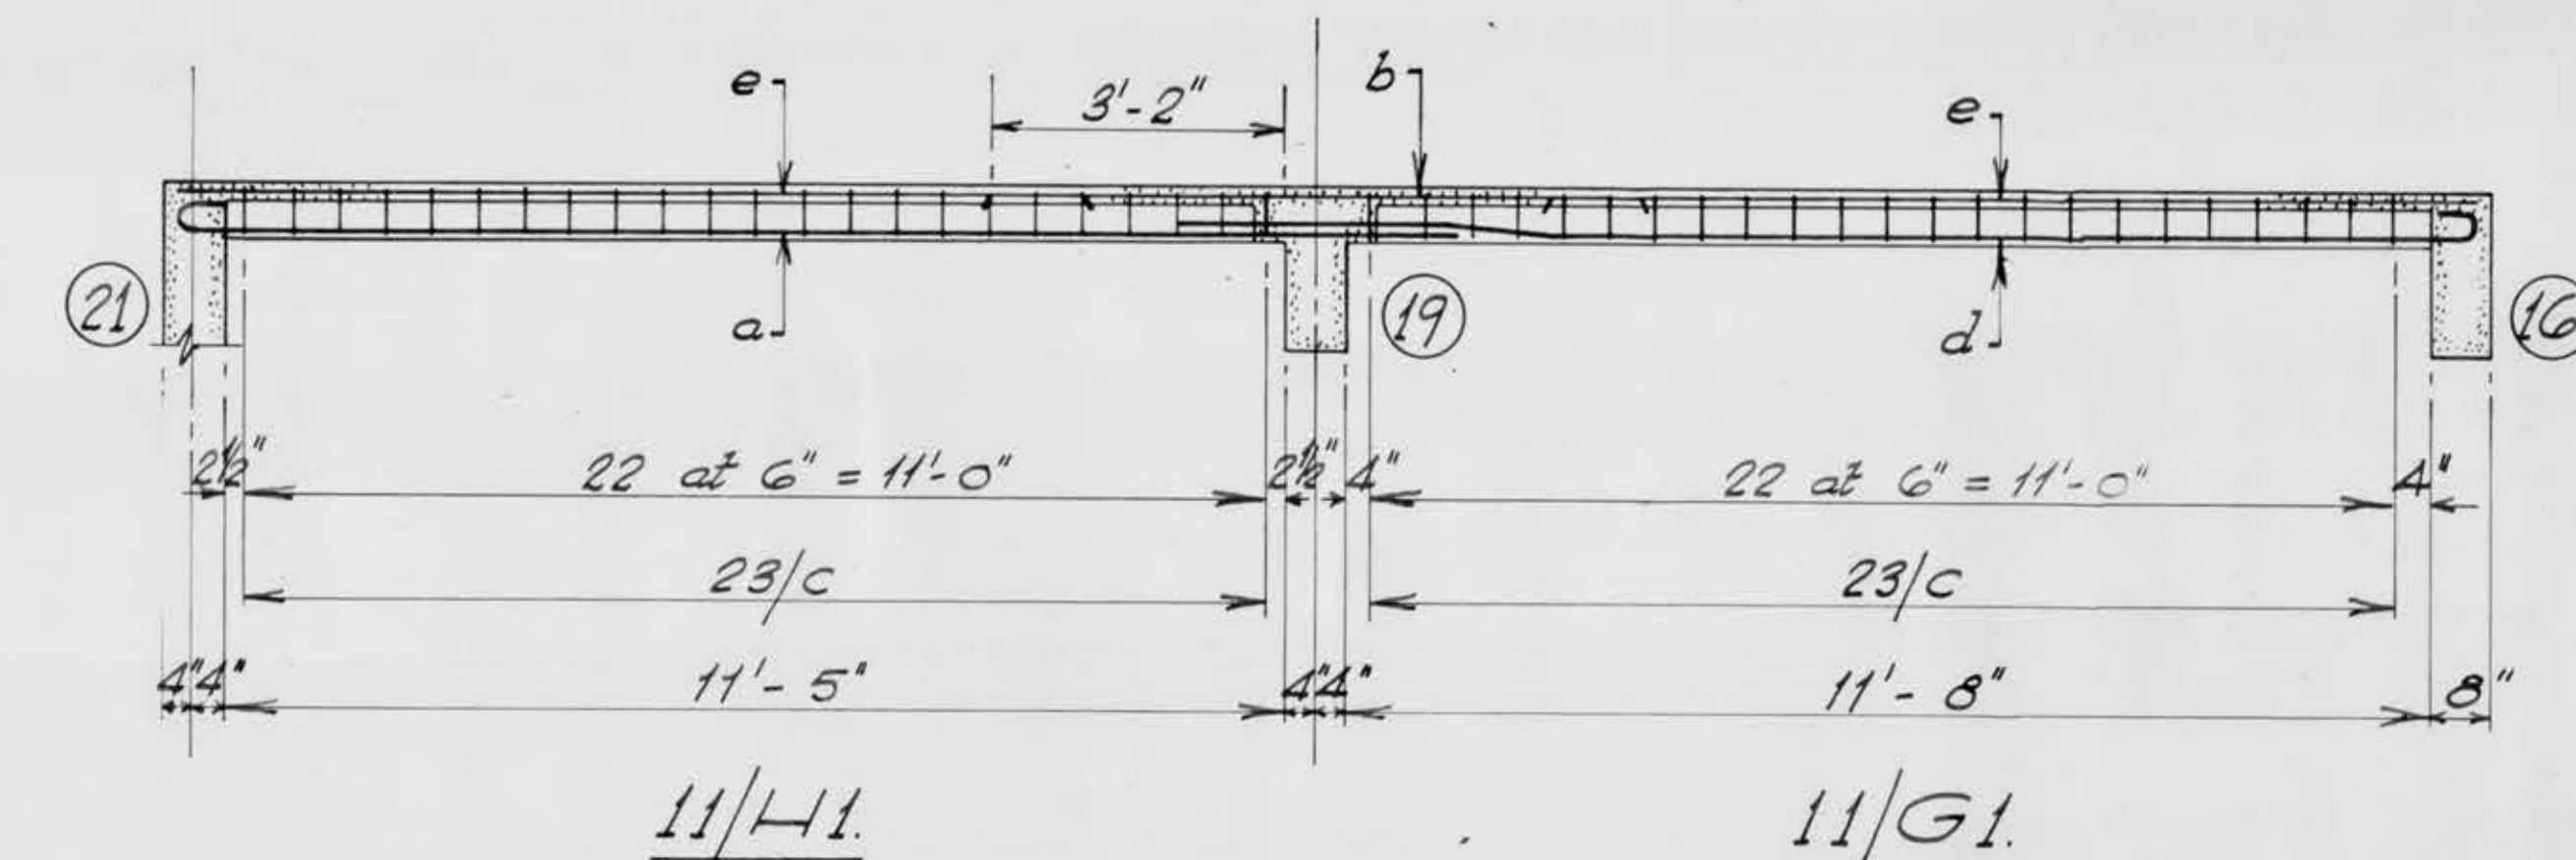 e
3'-2"
b
e
21
a
19
d
16
2½" 22 at 6" = 11'-0" 2½" 4" 22 at 6" = 11'-0" 4"
23/c 23/c
4" 4" 11'-5" 4" 4" 11'-8" 8"
11/H1. 11/G1.